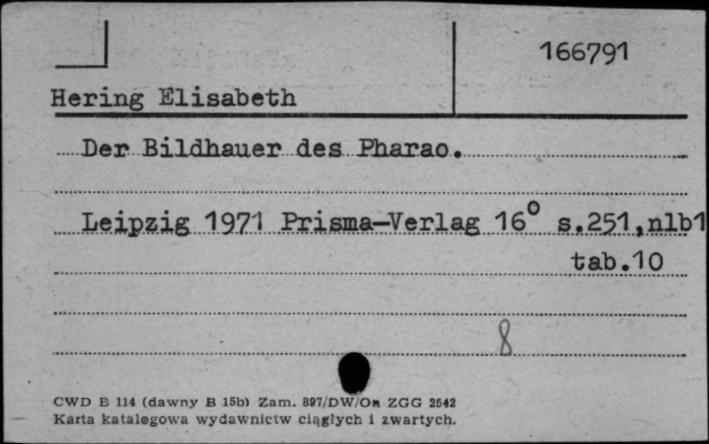 166791
Hering Elisabeth
Der Bildhauer des Pharao.
Leipzig 1971 Prisma-Verlag 16° s.251,nlb1
tab.10
8
CWD B 114 (dawny B 15b) Zam. 897/DW/On ZGG 2542
Karta katalogowa wydawnictw ciągłych i zwartych.